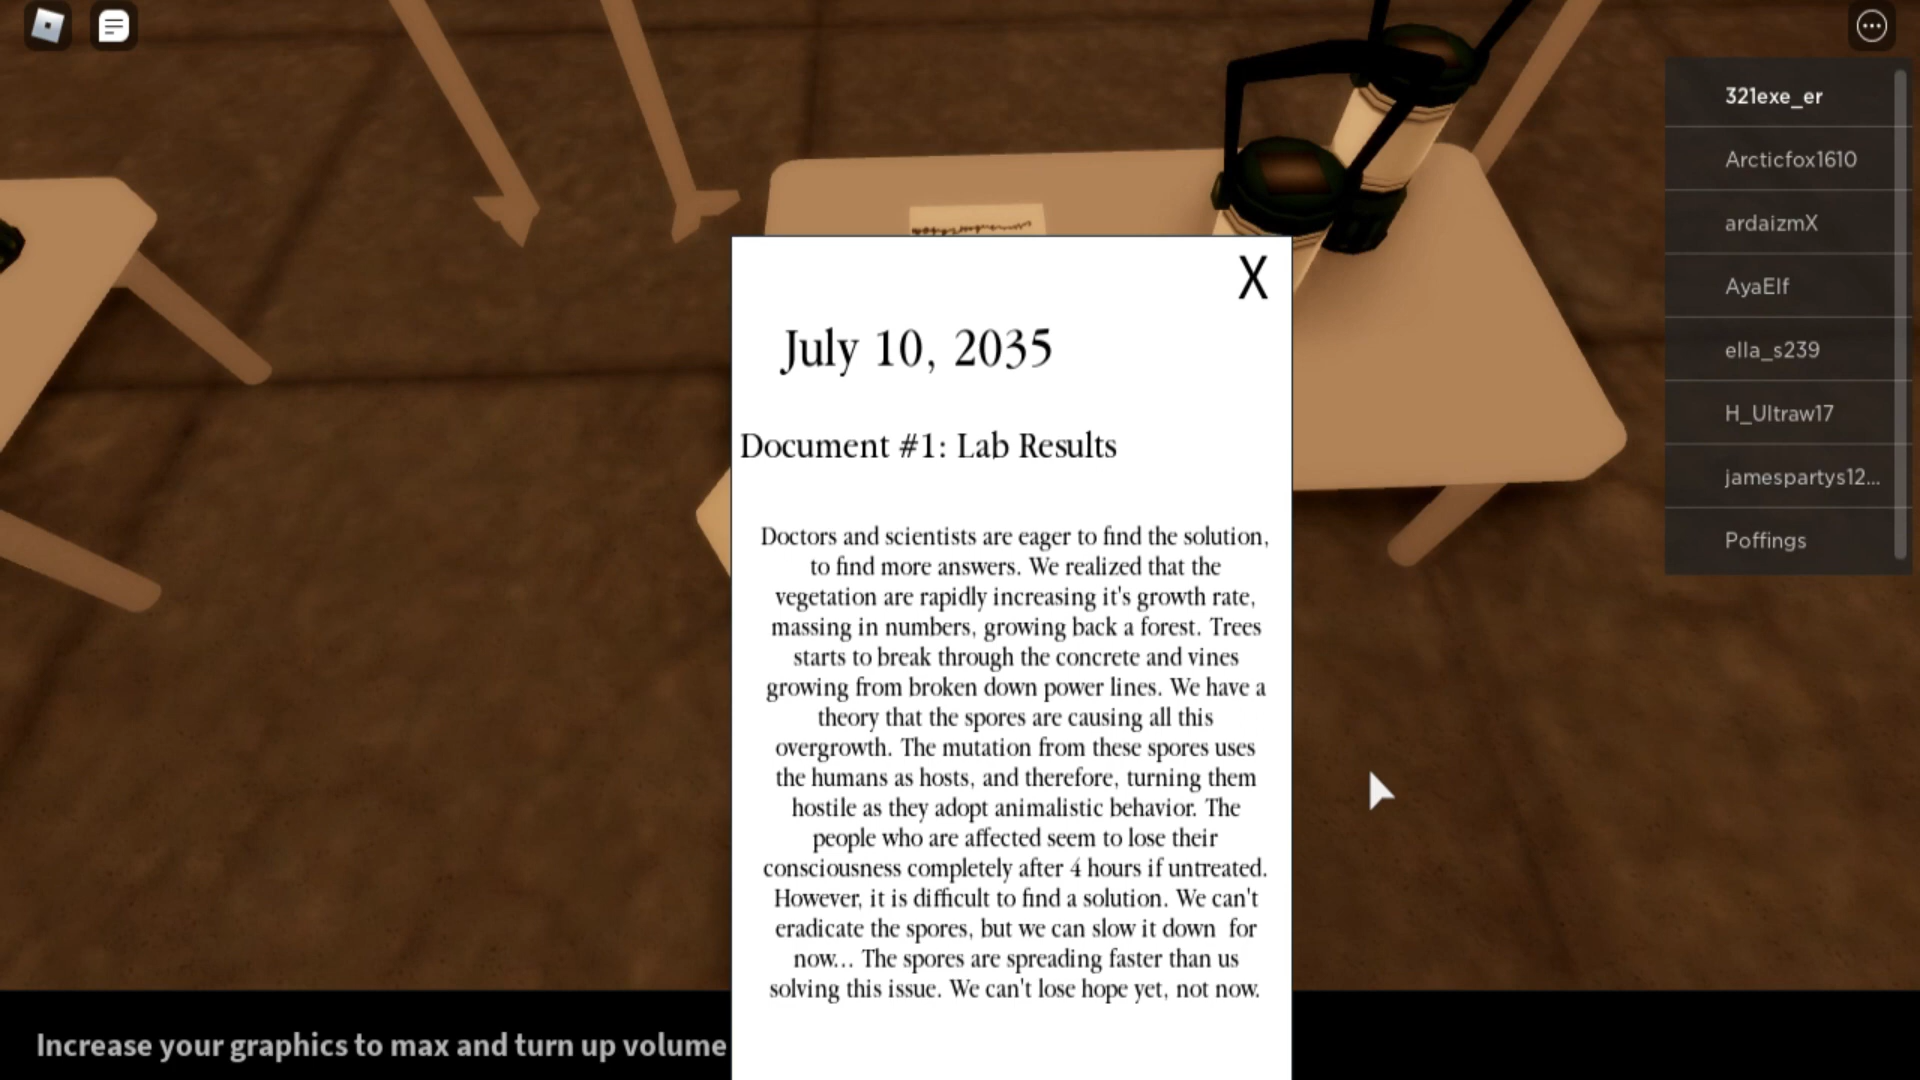 321exe_er
Arcticfox1610
ardaizmX
AyaElf
ella_s239
H_Ultraw17
jamespartys12...
Poffings
X
July 10, 2035
Document #1: Lab Results
Doctors and scientists are eager to find the solution,
to find more answers. We realized that the
vegetation are rapidly increasing it's growth rate,
massing in numbers, growing back a forest. Trees
starts to break through the concrete and vines
growing from broken down power lines. We have a
theory that the spores are causing all this
overgrowth. The mutation from these spores uses
the humans as hosts, and therefore, turning them
hostile as they adopt animalistic behavior. The
people who are affected seem to lose their
consciousness completely after 4 hours if untreated.
However, it is difficult to find a solution. We can't
eradicate the spores, but we can slow it down  for
now... The spores are spreading faster than us
solving this issue. We can't lose hope yet, not now.
Increase your graphics to max and turn up volume